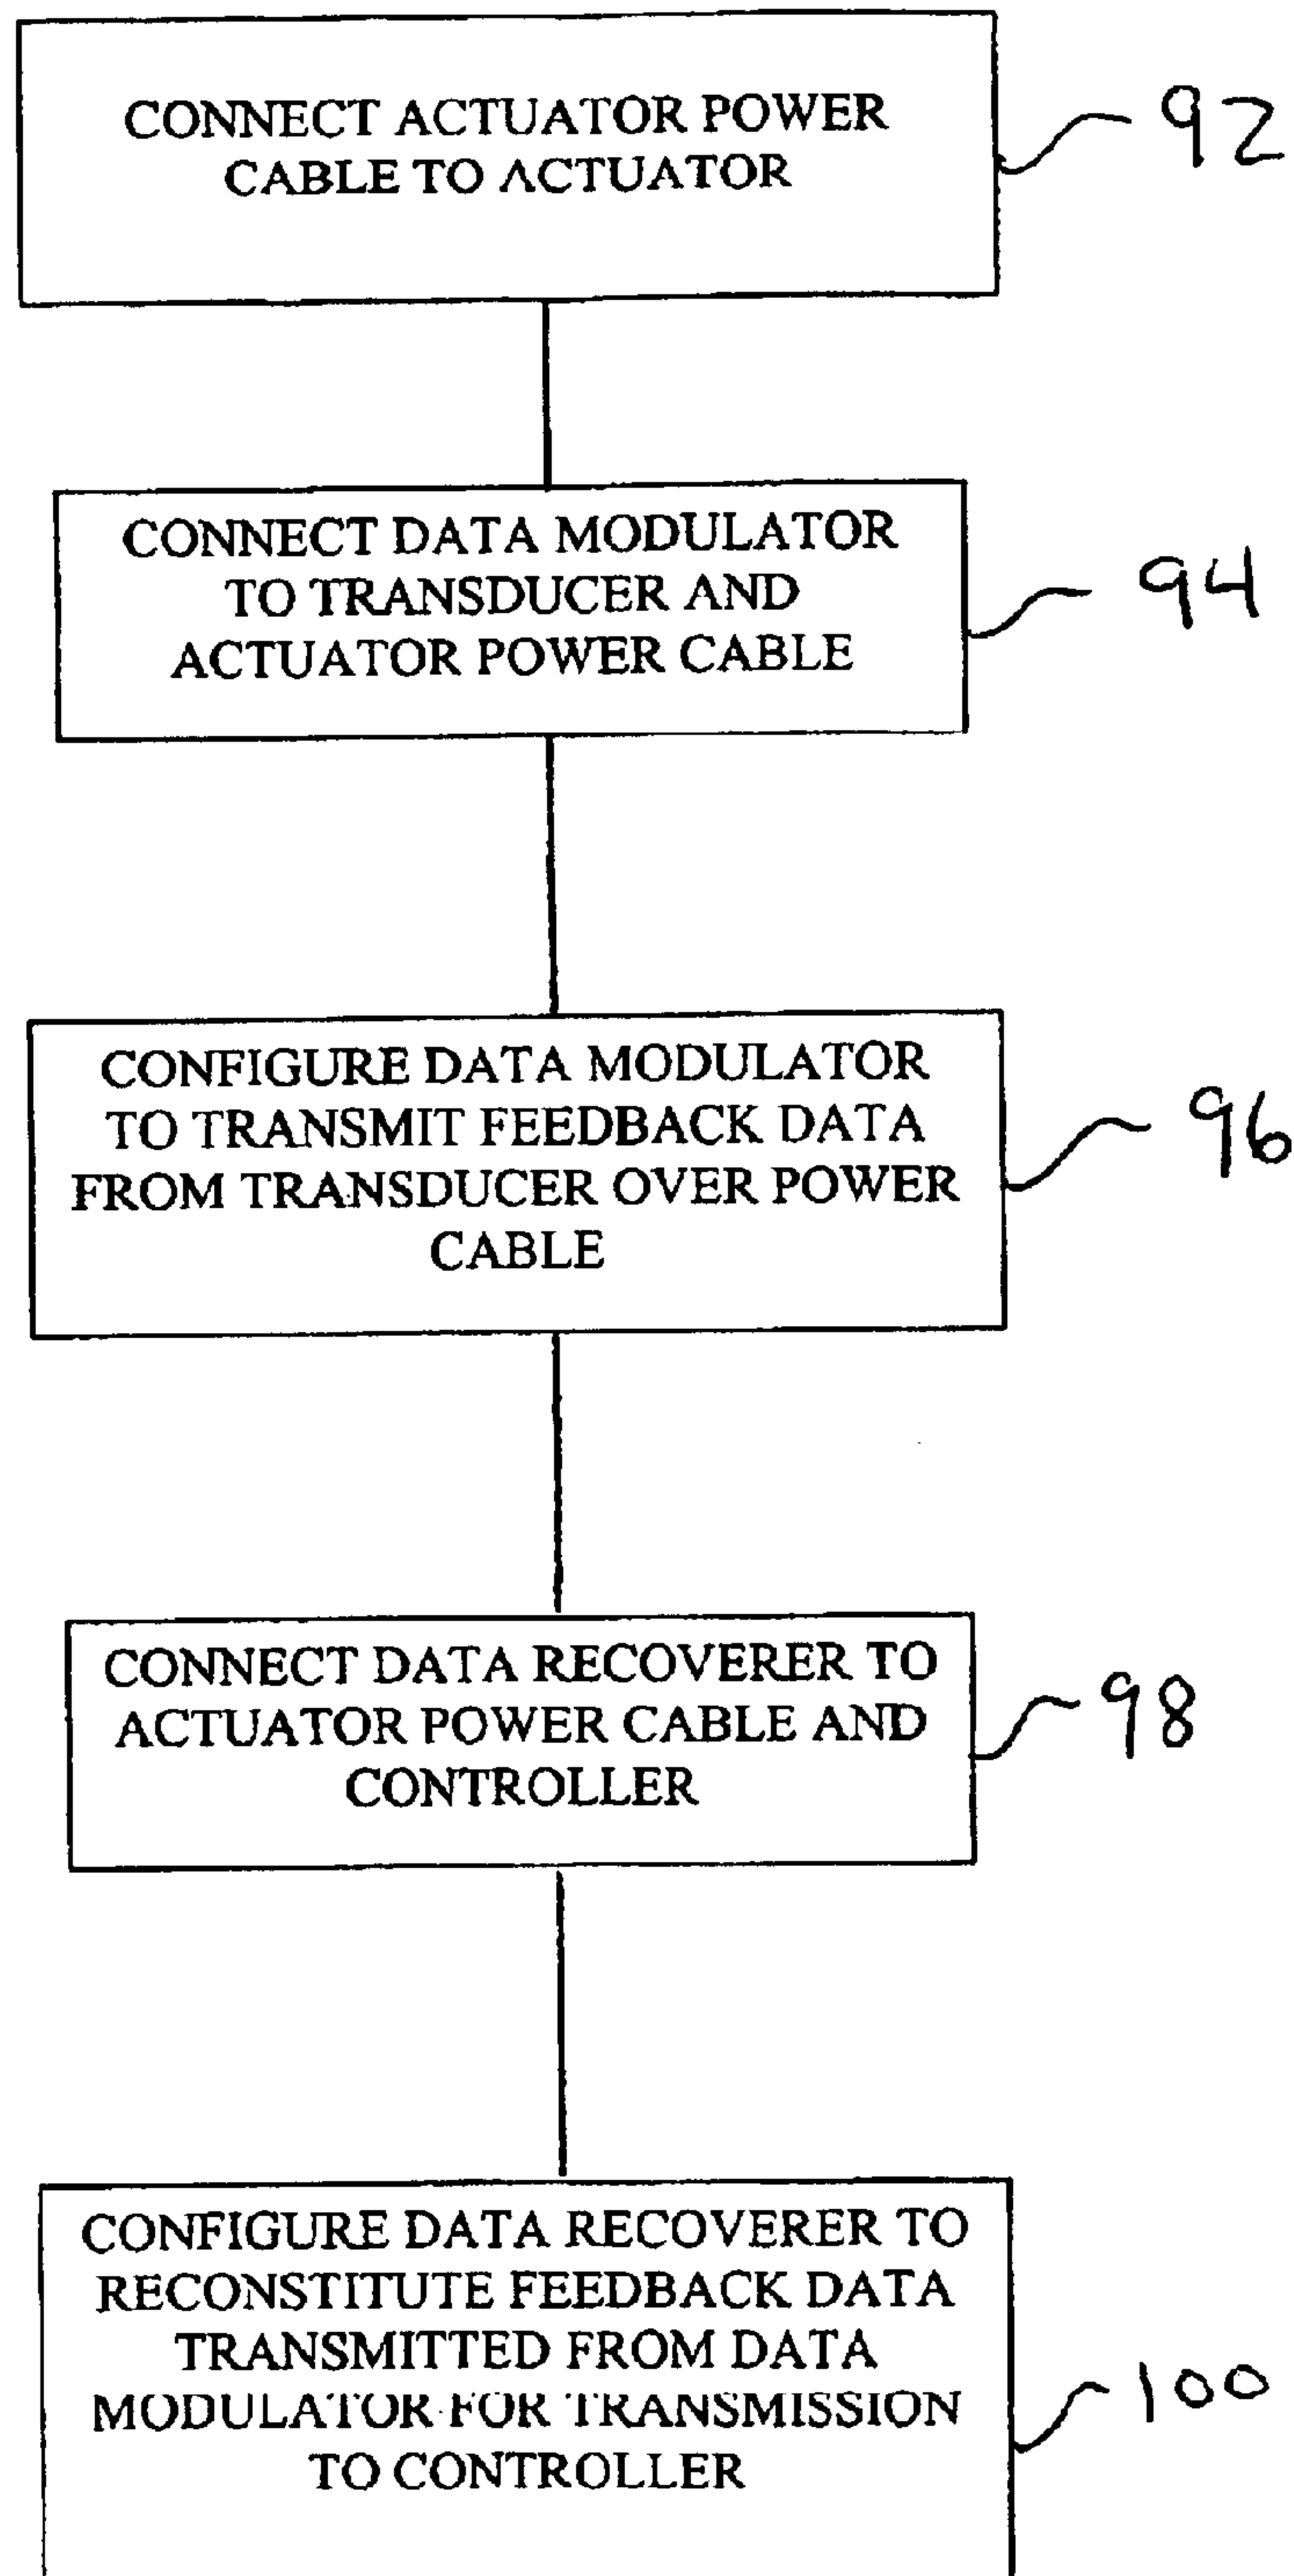 CONNECT ACTUATOR POWER
CABLE TO ACTUATOR
92
CONNECT DATA MODULATOR
TO TRANSDUCER AND
ACTUATOR POWER CABLE
94
CONFIGURE DATA MODULATOR
TO TRANSMIT FEEDBACK DATA
FROM TRANSDUCER OVER POWER
CABLE
96
CONNECT DATA RECOVERER TO
ACTUATOR POWER CABLE AND
CONTROLLER
98
CONFIGURE DATA RECOVERER TO
RECONSTITUTE FEEDBACK DATA
TRANSMITTED FROM DATA
MODULATOR FOR TRANSMISSION
TO CONTROLLER
100